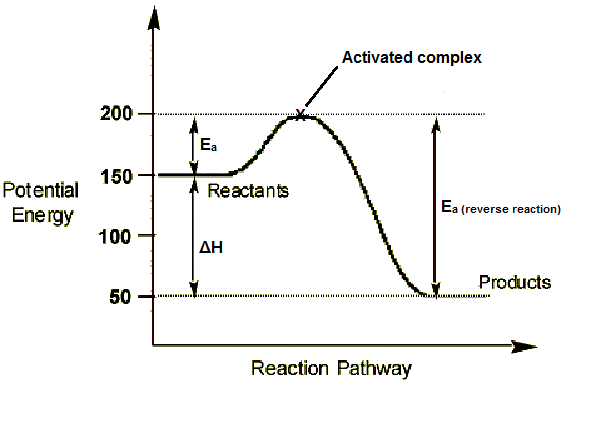 Activated complex
200
Ea
150
Reactants
Potential
Energy
Ea (reverse reaction)
100
ΔH
Products
50
Reaction Pathway